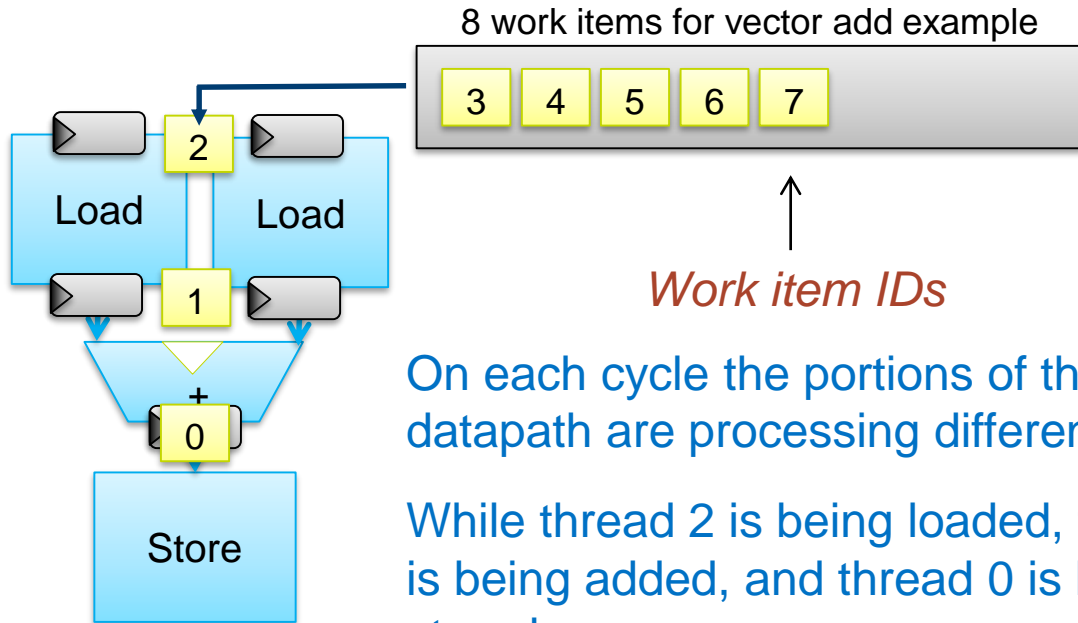 8 work items for vector add example
3 4 5 6 7
2
Load Load
1
Work item IDs
+
0
On each cycle the portions of
datapath are processing
While thread 2 is being loaded,
is being added, and thread 0 is
Store